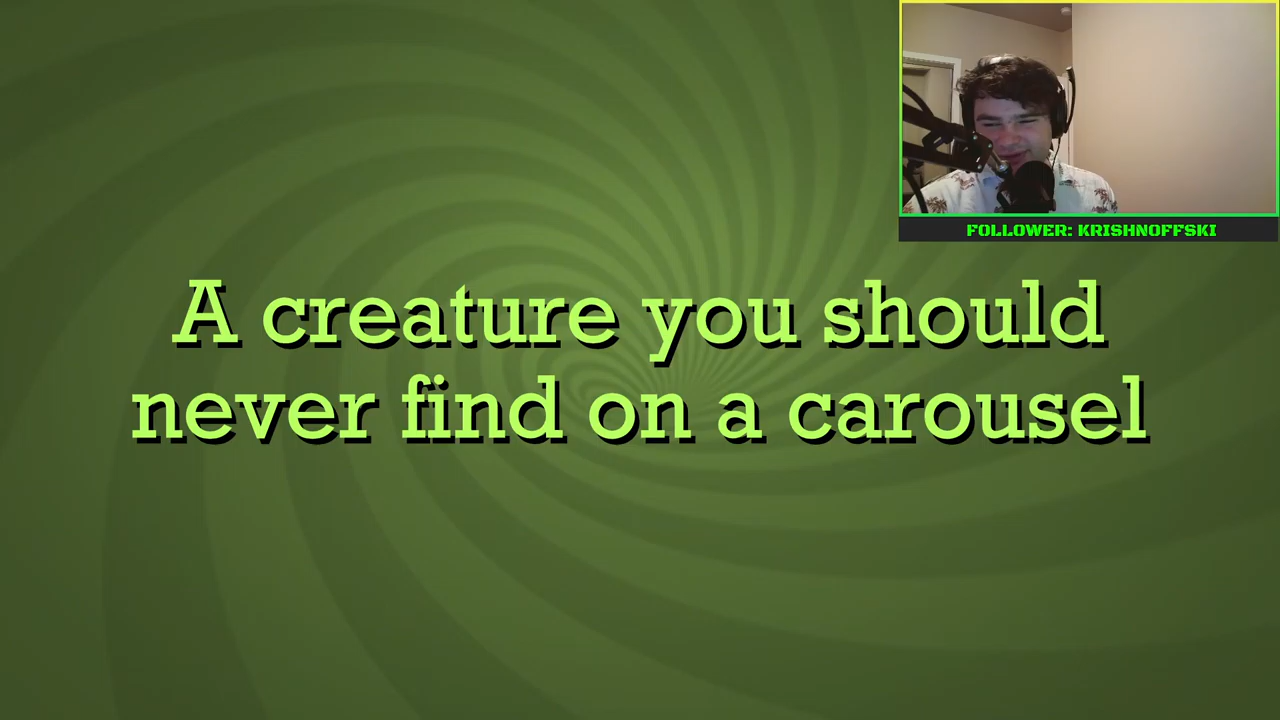 FOLLOWER: KRISHNOFFSKI
A creature you should
never find on a carousel